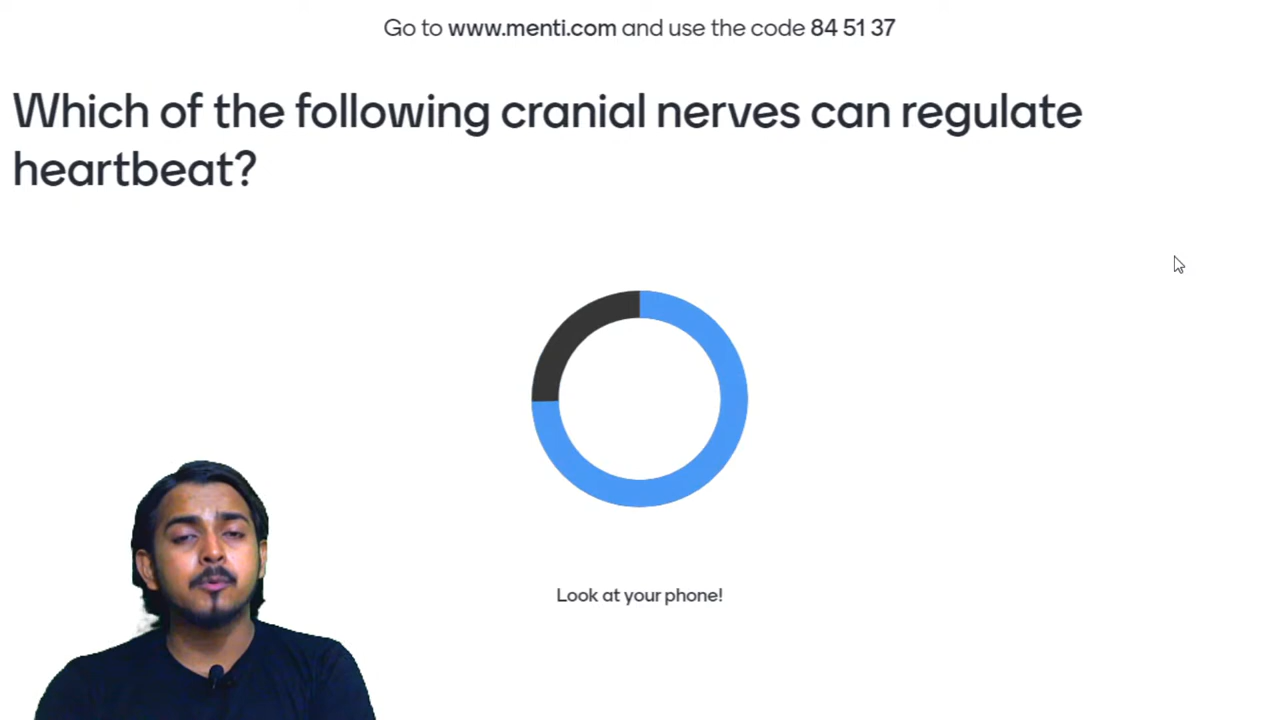 Go to www.menti.com and use the code 84 51 37
Which of the following cranial nerves can regulate
heartbeat?
Look at your phone!